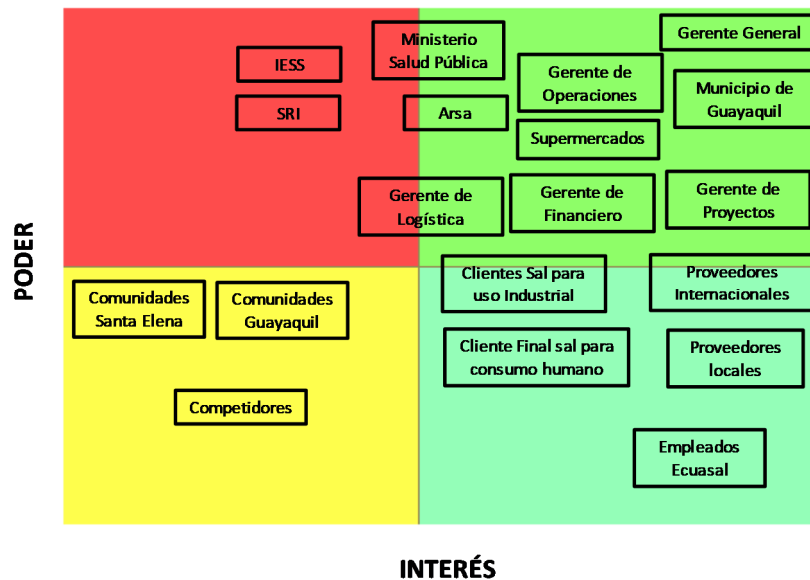 Ministerio
Salud Pública
Gerente General
IESS
Gerente de
Operaciones
Municipio de
Guayaquil
SRI
Arsa
Supermercados
Gerente de
Logística
Gerente de
Financiero
Gerente de
Proyectos
PODER
Clientes Sal para
uso Industrial
Proveedores
Internacionales
Comunidades
Santa Elena
Comunidades
Guayaquil
Cliente Final sal para
consumo humano
Proveedores
locales
Competidores
Empleados
Ecuasal
INTERÉS